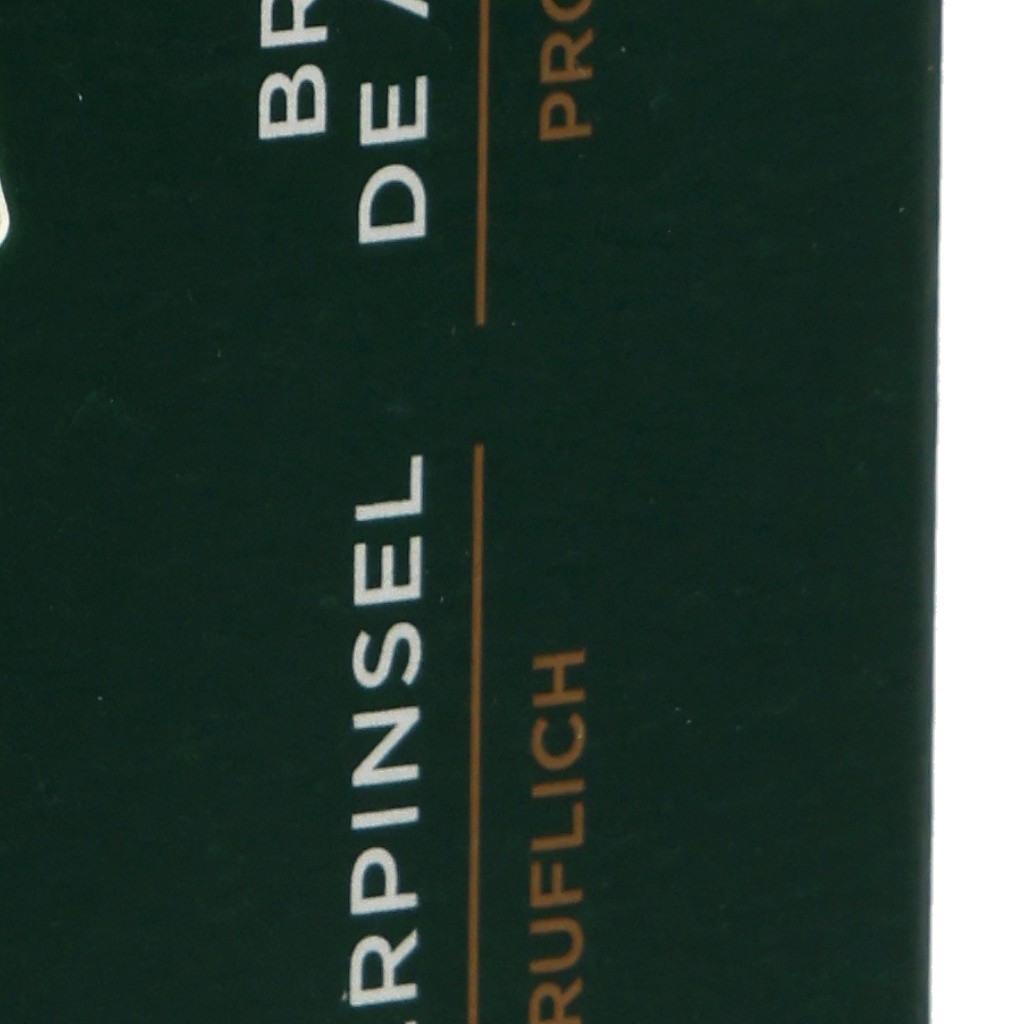 RPINSEL
RUFLICH
BR
DE
PRO